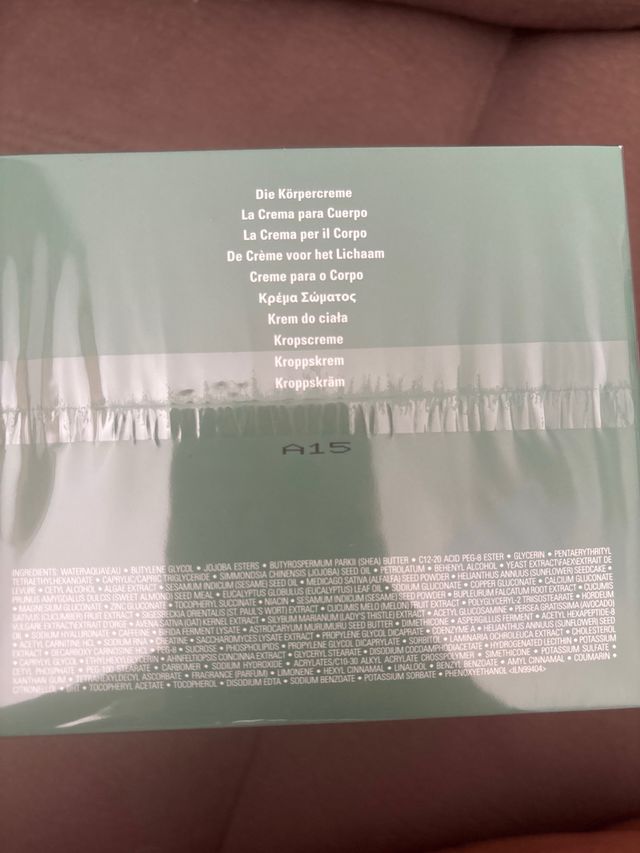 Die Körpercreme
La Crema para Cuerpo
La Crema per il Corpo
De Crème voor het Lichaam
Creme para o Corpo
Κρέμα Σώματος
Krem do ciała
Kropscreme
Kroppskrem
Kroppskräm
A15
INGREDIENTS: WATER\AQUA\EAU • BUTYLENE GLYCOL • JOJOBA ESTERS • BUTYROSPERMUM PARKII (SHEA) BUTTER • C12-20 ACID PEG-8 ESTER • GLYCERIN • PENTAERYTHRITYL
TETRAETHYLHEXANOATE • CAPRYLIC/CAPRIC TRIGLYCERIDE • SIMMONDSIA CHINENSIS (JOJOBA) SEED OIL • PETROLATUM • BEHENYL ALCOHOL • YEAST EXTRACT\FAEX\EXTRAIT DE
LEVURE • CETYL ALCOHOL • ALGAE EXTRACT • SESAMUM INDICUM (SESAME) SEED OIL • MEDICAGO SATIVA (ALFALFA) SEED POWDER • HELIANTHUS ANNUUS (SUNFLOWER) SEEDCAKE •
PRUNUS AMYGDALUS DULCIS (SWEET ALMOND) SEED MEAL • EUCALYPTUS GLOBULUS (EUCALYPTUS) LEAF OIL • SODIUM GLUCONATE • COPPER GLUCONATE • CALCIUM GLUCONATE
• MAGNESIUM GLUCONATE • ZINC GLUCONATE • TOCOPHERYL SUCCINATE • NIACIN • SESAMUM INDICUM (SESAME) SEED POWDER • BUPLEURUM FALCATUM ROOT EXTRACT • CUCUMIS
SATIVUS (CUCUMBER) FRUIT EXTRACT • SIGESBECKIA ORIENTALIS (ST. PAUL'S WORT) EXTRACT • CUCUMIS MELO (MELON) FRUIT EXTRACT • POLYGLYCERYL-2 TRIISOSTEARATE • HORDEUM
VULGARE EXTRACT\EXTRAIT D'ORGE • AVENA SATIVA (OAT) KERNEL EXTRACT • SILYBUM MARIANUM (LADY'S THISTLE) EXTRACT • ACETYL GLUCOSAMINE • PERSEA GRATISSIMA (AVOCADO)
OIL • SODIUM HYALURONATE • CAFFEINE • SODIUM PCA • UREA • TREHALOSE • ASTROCARYUM MURUMURU SEED BUTTER • LACTOBACILLUS FERMENT • ACETYL HEXAPEPTIDE-8
• ACETYL CARNITINE HCL • SODIUM RNA • CREATINE • SACCHAROMYCES LYSATE EXTRACT • PROPYLENE GLYCOL DICAPRATE • COENZYME A • HELIANTHUS ANNUUS (SUNFLOWER) SEED
EXTRACT • DECARBOXY CARNOSINE HCL • SUCROSE • PHOSPHOLIPIDS • PROPYLENE GLYCOL DICAPRYLATE • LAMINARIA OCHROLEUCA EXTRACT • CHOLESTEROL
• CAPRYLYL GLYCOL • ETHYLHEXYLGLYCERIN • AHNFELTIOPSIS CONCINNA EXTRACT • GLYCERYL STEARATE • DISODIUM COCOAMPHODIACETATE • HYDROGENATED LECITHIN • POTASSIUM
CETYL PHOSPHATE • PEG-100 STEARATE • CARBOMER • SODIUM HYDROXIDE • ACRYLATES/C10-30 ALKYL ACRYLATE CROSSPOLYMER • SIMETHICONE • POTASSIUM SULFATE •
XANTHAN GUM • TETRAHEXYLDECYL ASCORBATE • FRAGRANCE (PARFUM) • LIMONENE • HEXYL CINNAMAL • LINALOOL • BENZYL BENZOATE • AMYL CINNAMAL • COUMARIN •
CITRONELLOL • BHT • TOCOPHERYL ACETATE • TOCOPHEROL • DISODIUM EDTA • SODIUM BENZOATE • POTASSIUM SORBATE • PHENOXYETHANOL <ILN99404>